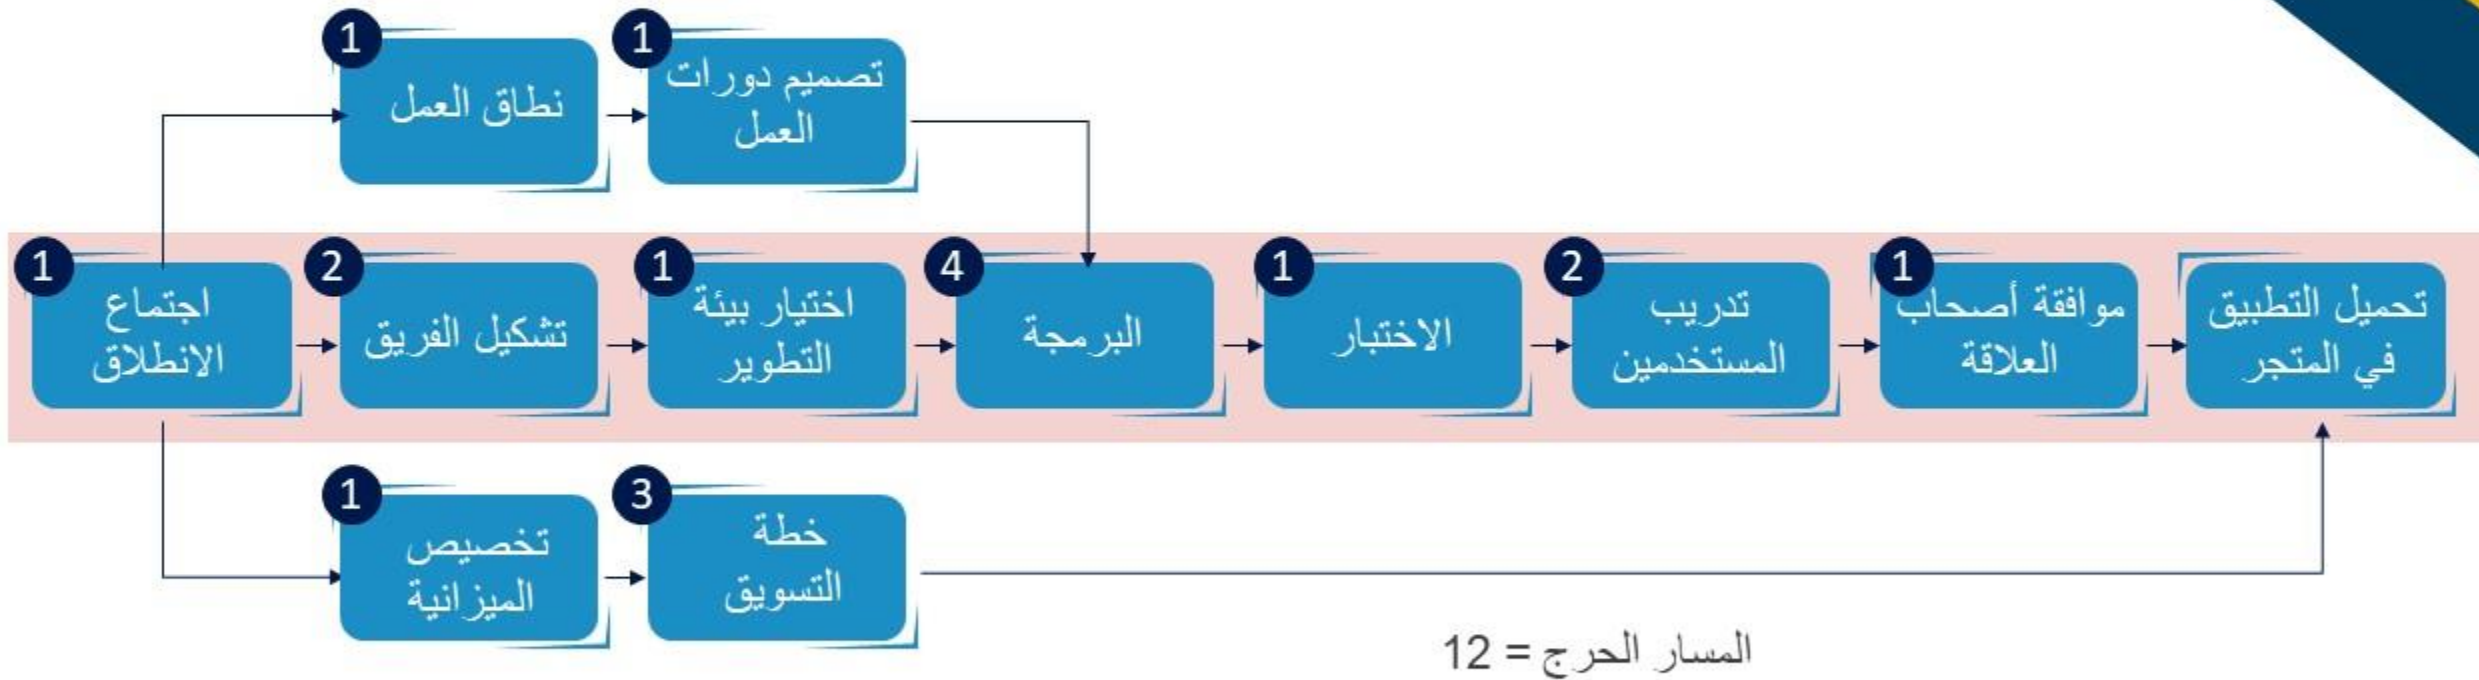 1
نطاق العمل
1
تصميم دورات
العمل
1
اجتماع
الانطلاق
2
تشكيل الفريق
1
اختيار بيئة
التطوير
4
البرمجة
1
الاختبار
2
تدريب
المستخدمين
1
موافقة أصحاب
العلاقة
تحميل التطبيق
في المتجر
1
تخصيص
الميزانية
3
خطة
التسويق
المسار الحرج = 12